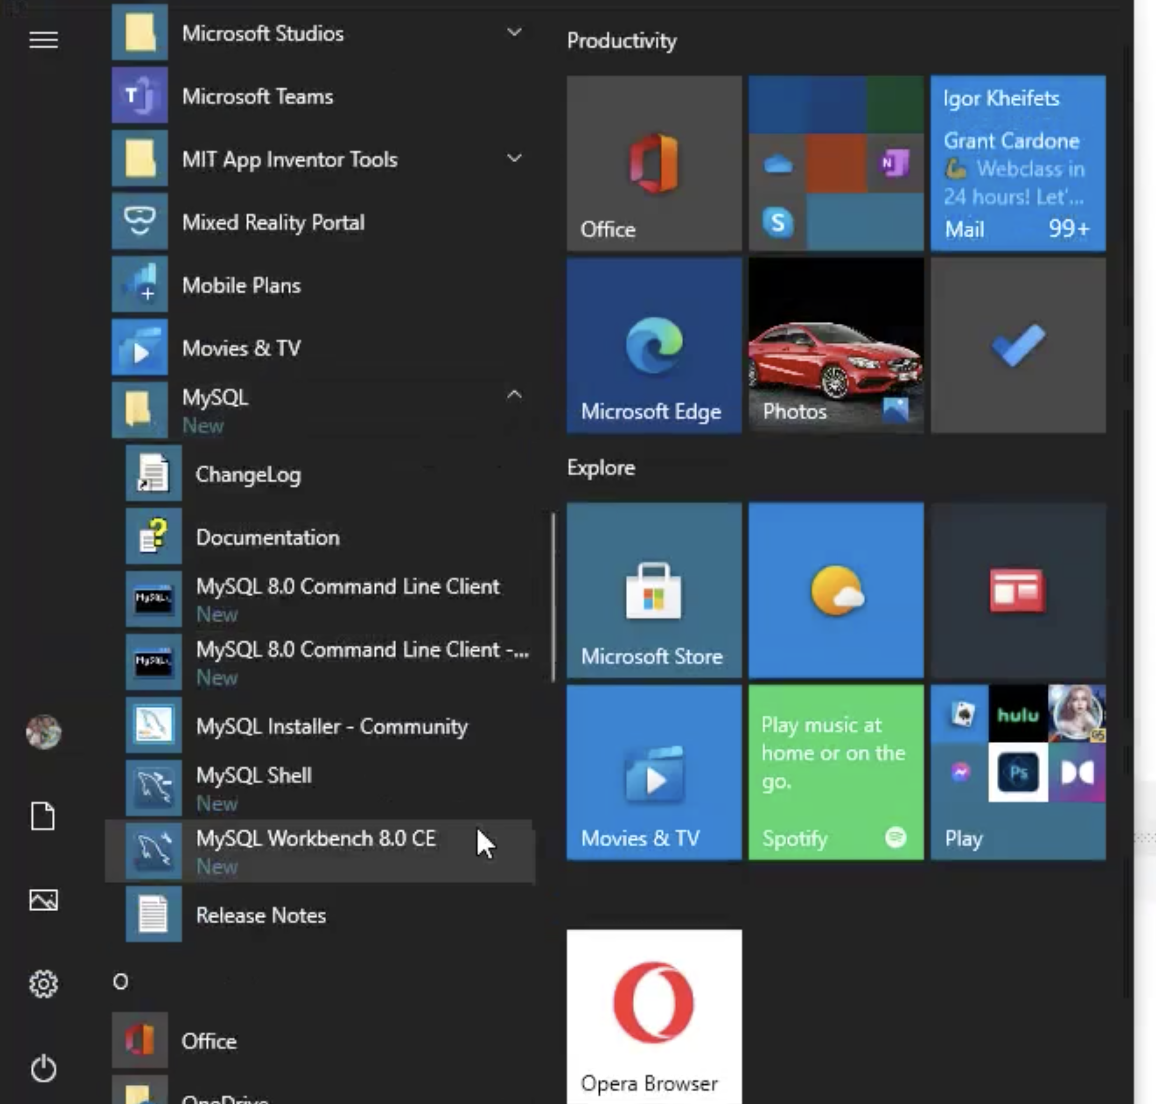 Microsoft Studios
Microsoft Teams
MIT App Inventor Tools
Mixed Reality Portal
Mobile Plans
Movies & TV
MySQL
New
ChangeLog
Documentation
MySQL 8.0 Command Line Client
New
MySQL 8.0 Command Line Client -...
New
MySQL Installer - Community
MySQL Shell
New
MySQL Workbench 8.0 CE
New
Release Notes
O
Office
OneDrive
Productivity
Office
Igor Kheifets
Grant Cardone
💪 Webclass in
24 hours! Let'...
Mail 99+
Microsoft Edge
Photos
Explore
Microsoft Store
Movies & TV
Play music at
home or on the
go.
Spotify
hulu
Ps
Play
Opera Browser